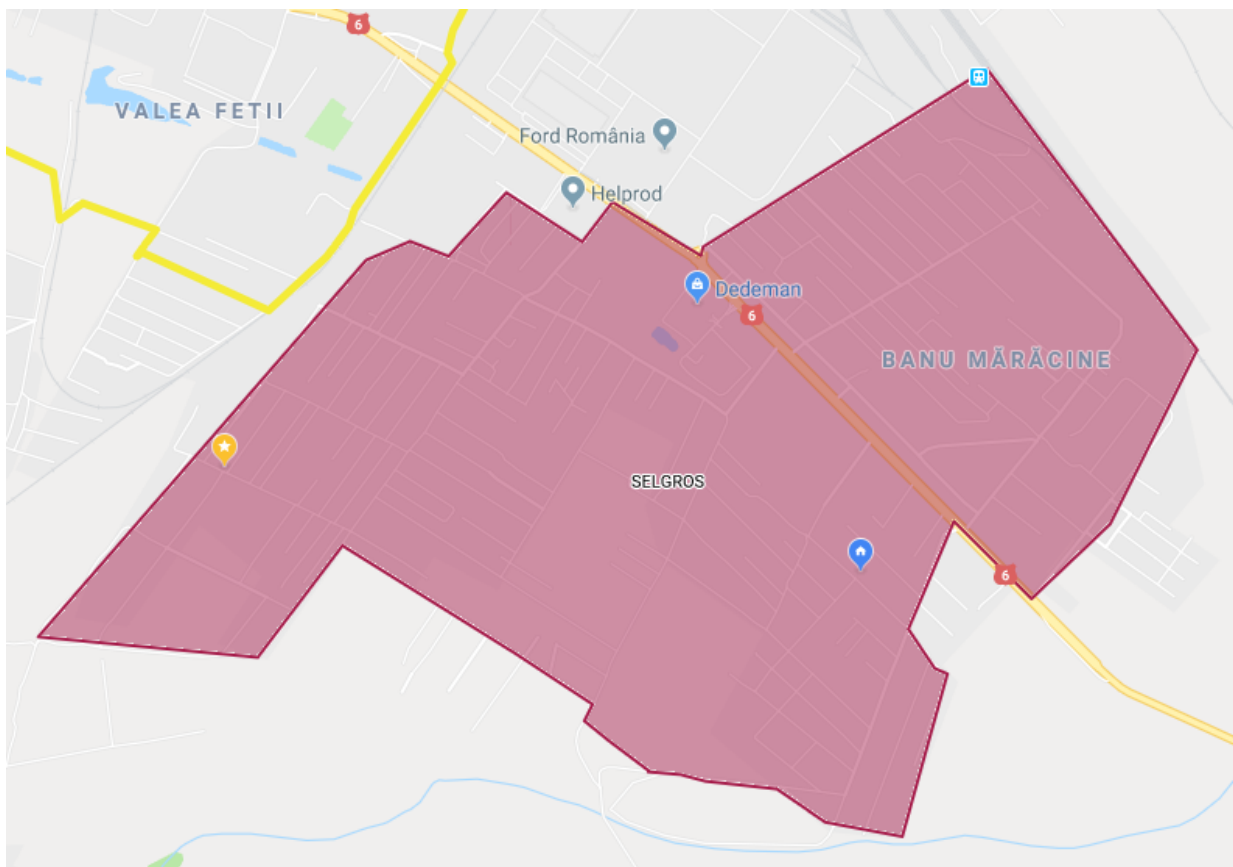 6
VALEA FETII
Ford România
Helprod
Dedeman
6
BANU MĂRĂCINE
SELGROS
6